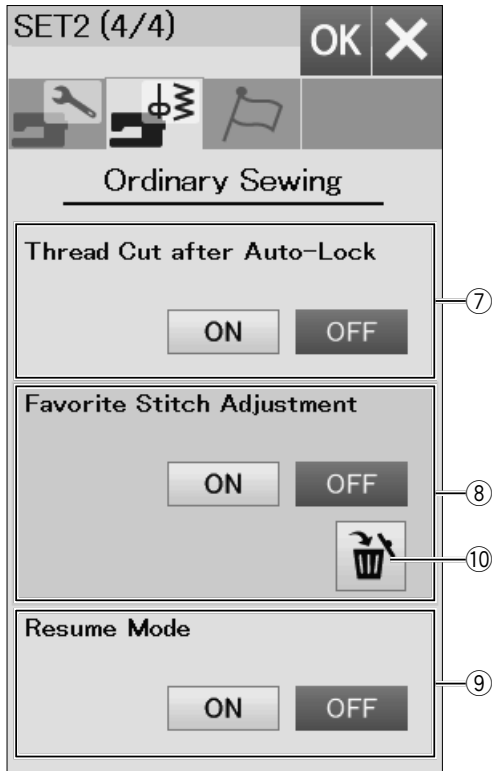 SET2 (4/4)
OK
Ordinary Sewing
Thread Cut after Auto-Lock
ON OFF
⑦
Favorite Stitch Adjustment
ON OFF
⑧
⑩
Resume Mode
ON OFF
⑨